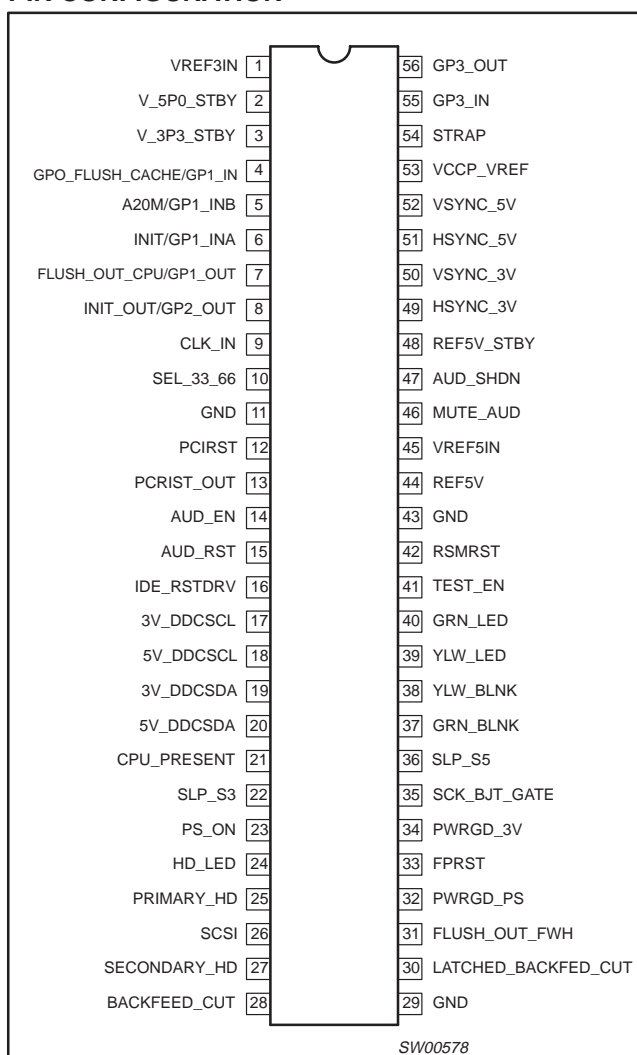 VREF3IN 1 56 GP3_OUT
V_5P0_STBY 2 55 GP3_IN
V_3P3_STBY 3 54 STRAP
GPO_FLUSH_CACHE/GP1_IN 4 53 VCCP_VREF
A20M/GP1_INB 5 52 VSYNC_5V
INIT/GP1_INA 6 51 HSYNC_5V
FLUSH_OUT_CPU/GP1_OUT 7 50 VSYNC_3V
INIT_OUT/GP2_OUT 8 49 HSYNC_3V
CLK_IN 9 48 REF5V_STBY
SEL_33_66 10 47 AUD_SHDN
GND 11 46 MUTE_AUD
PCIRST 12 45 VREF5IN
PCRIST_OUT 13 44 REF5V
AUD_EN 14 43 GND
AUD_RST 15 42 RSMRST
IDE_RSTDRV 16 41 TEST_EN
3V_DDCSCL 17 40 GRN_LED
5V_DDCSCL 18 39 YLW_LED
3V_DDCSDA 19 38 YLW_BLNK
5V_DDCSDA 20 37 GRN_BLNK
CPU_PRESENT 21 36 SLP_S5
SLP_S3 22 35 SCK_BJT_GATE
PS_ON 23 34 PWRGD_3V
HD_LED 24 33 FPRST
PRIMARY_HD 25 32 PWRGD_PS
SCSI 26 31 FLUSH_OUT_FWH
SECONDARY_HD 27 30 LATCHED_BACKFED_CUT
BACKFEED_CUT 28 29 GND
SW00578